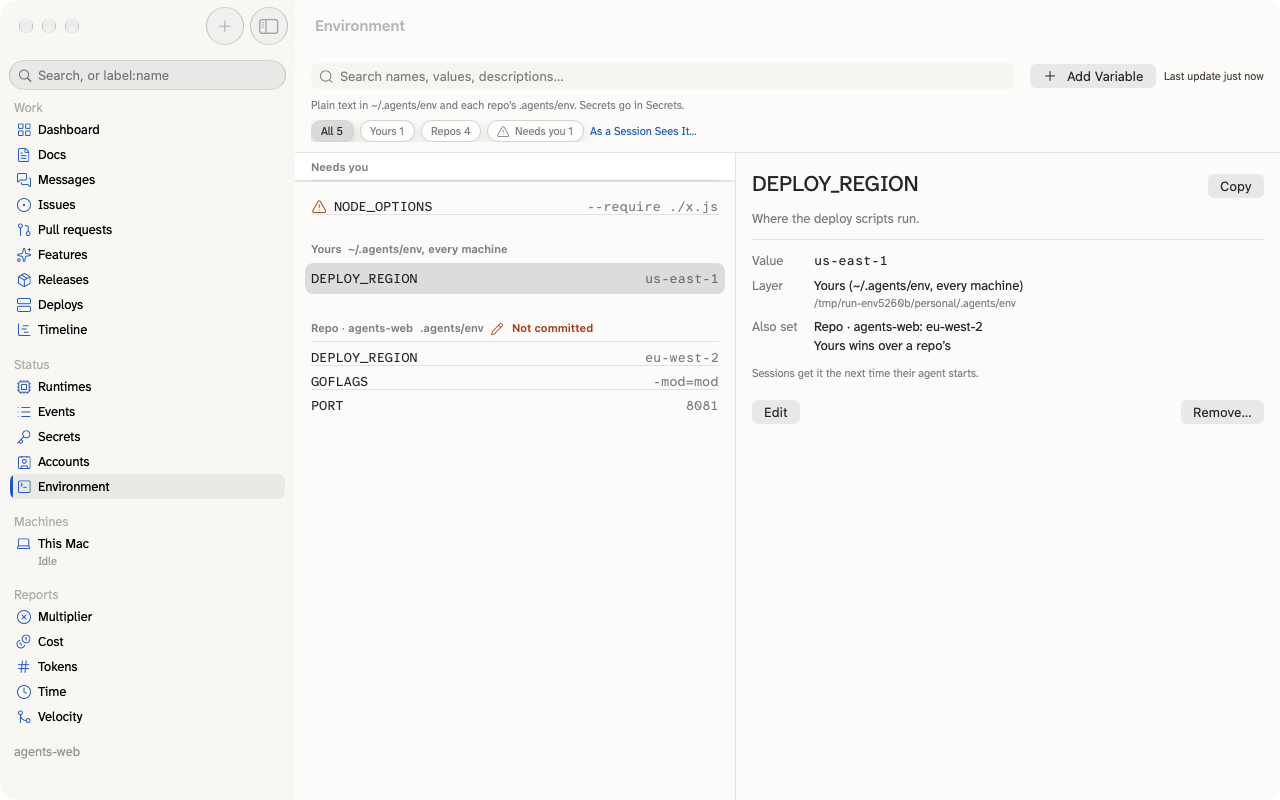 Environment
Search, or label:name
Work
Dashboard
Docs
Messages
Issues
Pull requests
Features
Releases
Deploys
Timeline
Status
Runtimes
Events
Secrets
Accounts
Environment
Machines
This Mac
Idle
Reports
Multiplier
Cost
Tokens
Time
Velocity
agents-web
Search names, values, descriptions...
Add Variable
Last update just now
Plain text in ~/.agents/env and each repo's .agents/env. Secrets go in Secrets.
All 5 Yours 1 Repos 4 Needs you 1 As a Session Sees It...
Needs you
NODE_OPTIONS --require ./x.js
Yours ~/.agents/env, every machine
DEPLOY_REGION us-east-1
Repo · agents-web .agents/env Not committed
DEPLOY_REGION eu-west-2
GOFLAGS -mod=mod
PORT 8081
DEPLOY_REGION
Copy
Where the deploy scripts run.
Value us-east-1
Layer Yours (~/.agents/env, every machine)
/tmp/run-env5260b/personal/.agents/env
Also set Repo · agents-web: eu-west-2
Yours wins over a repo's
Sessions get it the next time their agent starts.
Edit Remove...